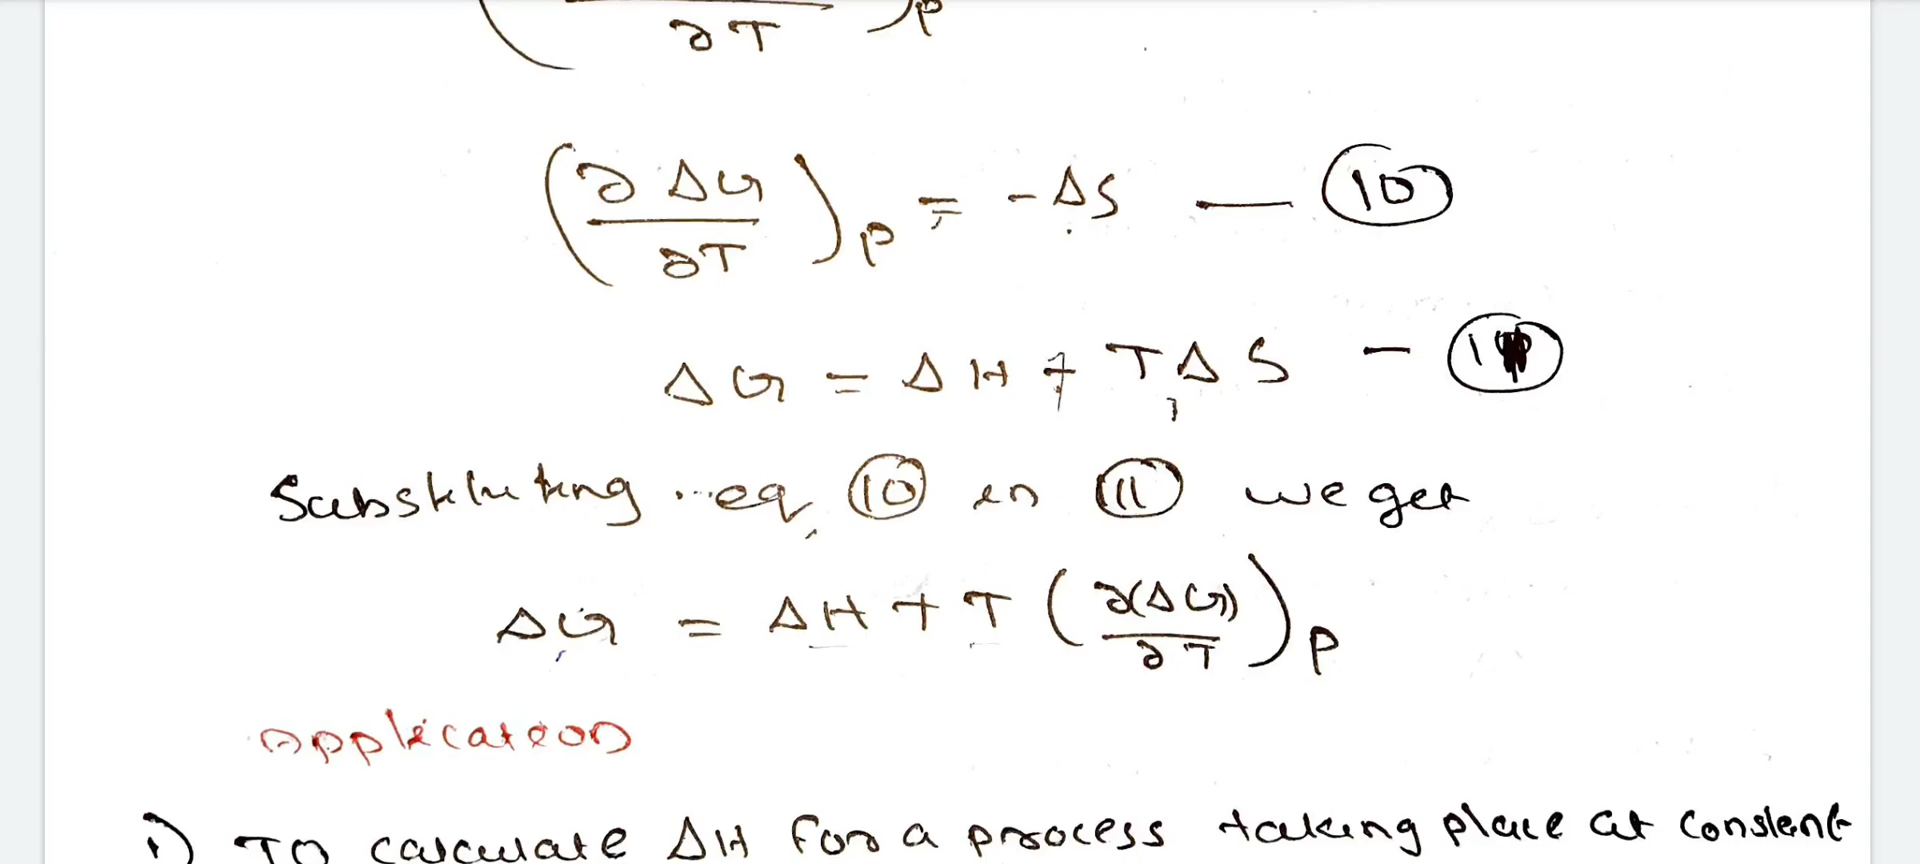 ∂T )P
(∂ΔG/∂T)P = -ΔS — (10)
ΔG = ΔH + TΔS - (11)
Substituting eq (10) in (11) we get
ΔG = ΔH + T (∂(ΔG)/∂T)P
Application
i) To calculate ΔH for a process taking place at constent